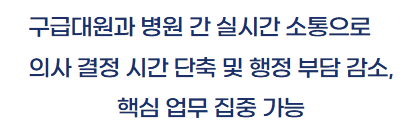 구급대원과 병원 간 실시간 소통으로
의사 결정 시간 단축 및 행정 부담 감소,
핵심 업무 집중 가능